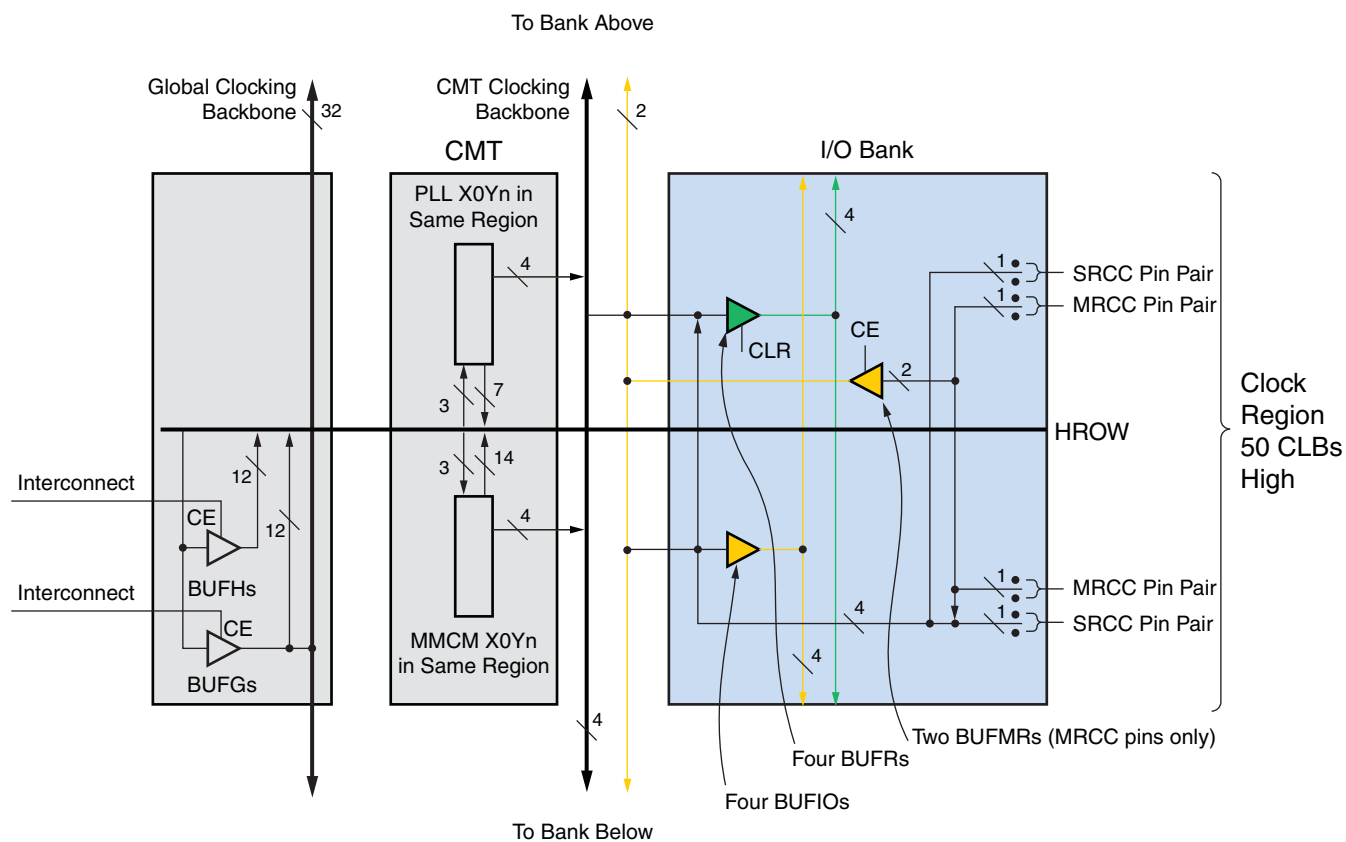 To Bank Above
Global Clocking
Backbone
32
CMT Clocking
Backbone
2
CMT
I/O Bank
PLL X0Yn in
Same Region
4
4
1
SRCC Pin Pair
1
MRCC Pin Pair
CLR
CE
2
3
7
HROW
Clock
Region
50 CLBs
High
3
14
Interconnect
12
CE
12
4
BUFHs
Interconnect
CE
BUFGs
MMCM X0Yn
in Same Region
1
MRCC Pin Pair
4
1
SRCC Pin Pair
4
4
Two BUFMRs (MRCC pins only)
Four BUFRs
Four BUFIOs
To Bank Below